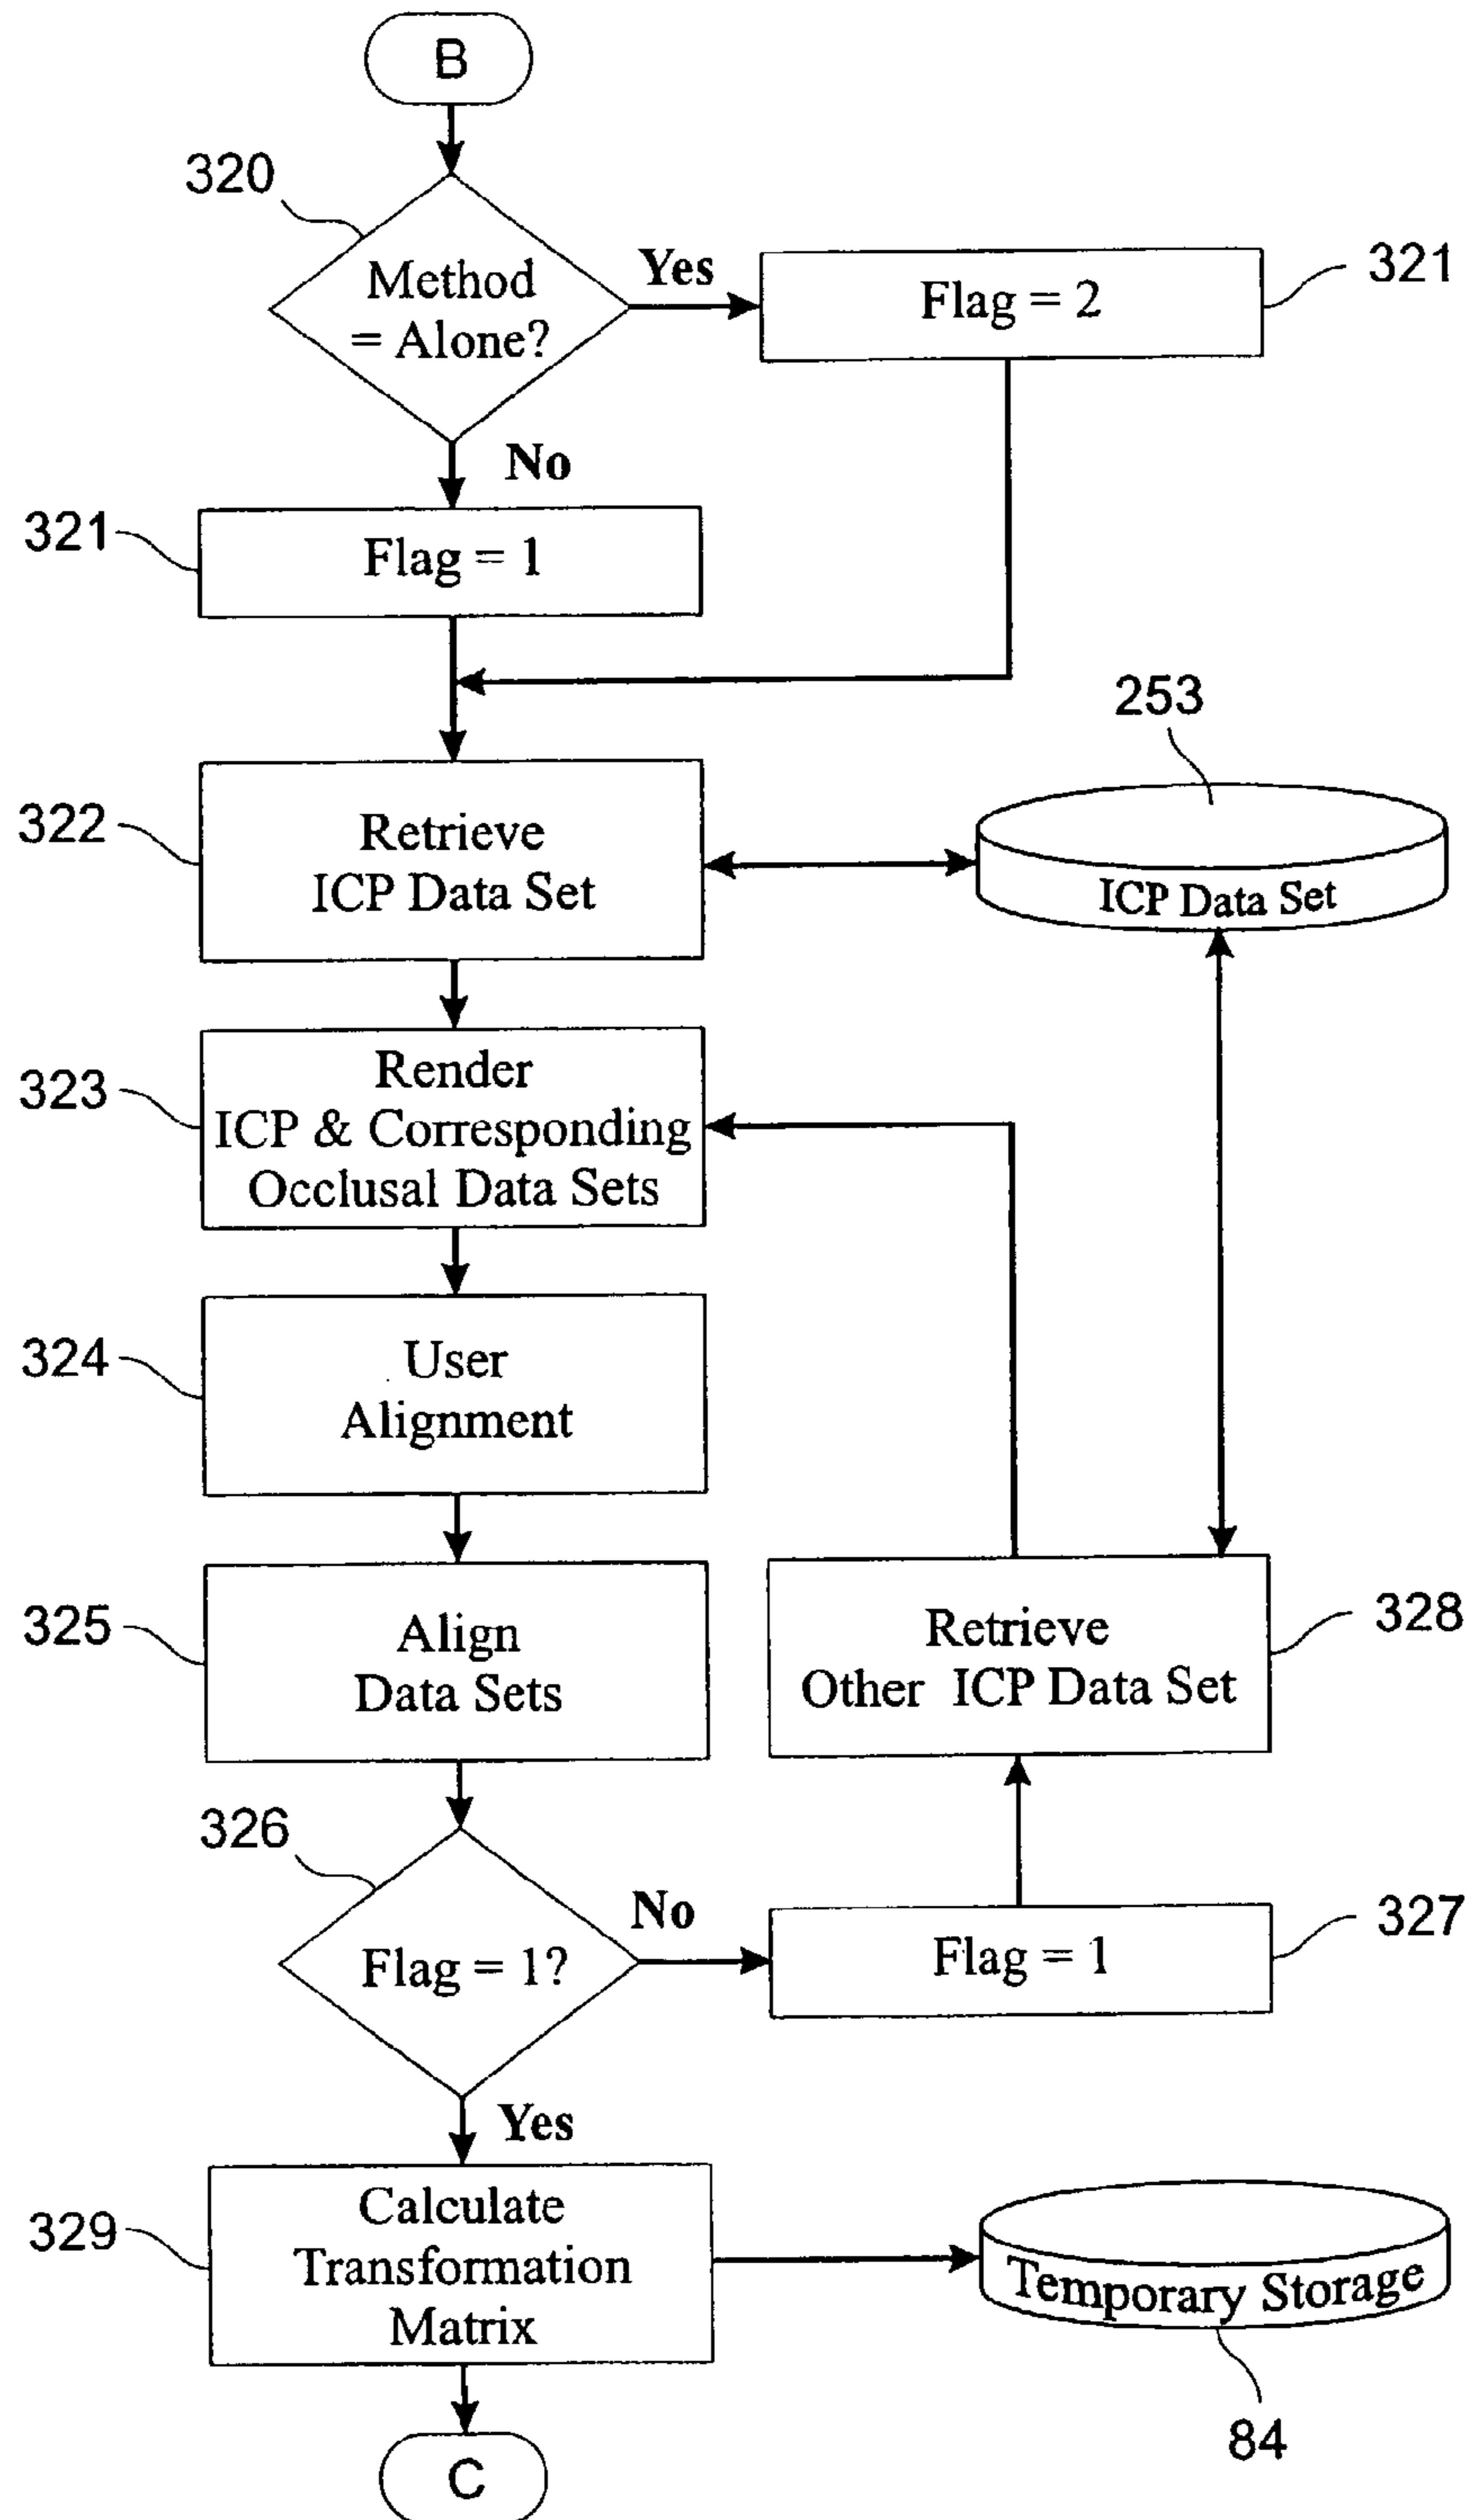 B
320
Method
= Alone?
Yes
Flag = 2
321
No
321
Flag = 1
253
322
Retrieve
ICP Data Set
ICP Data Set
323
Render
ICP & Corresponding
Occlusal Data Sets
324
User
Alignment
325
Align
Data Sets
Retrieve
Other ICP Data Set
328
326
Flag = 1?
No
Flag = 1
327
Yes
329
Calculate
Transformation
Matrix
Temporary Storage
84
C